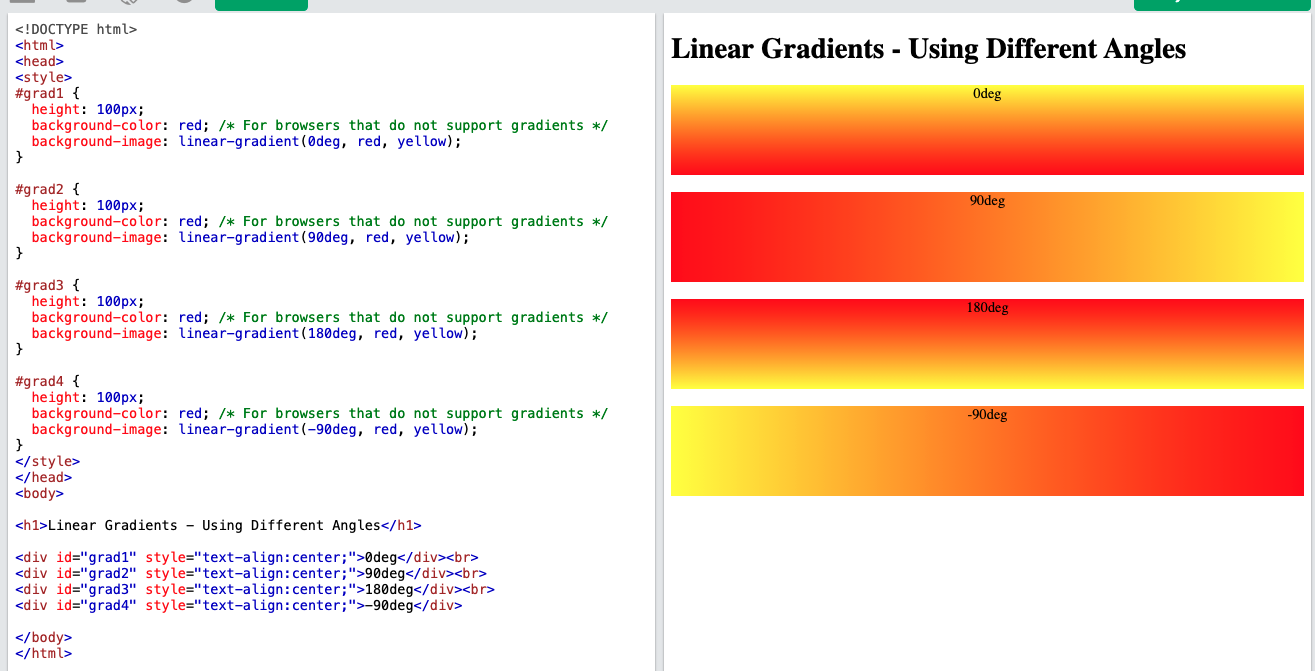 <!DOCTYPE html>
<html>
<head>
<style>
#grad1 {
  height: 100px;
  background-color: red; /* For browsers that do not support gradients */
  background-image: linear-gradient(0deg, red, yellow);
}

#grad2 {
  height: 100px;
  background-color: red; /* For browsers that do not support gradients */
  background-image: linear-gradient(90deg, red, yellow);
}

#grad3 {
  height: 100px;
  background-color: red; /* For browsers that do not support gradients */
  background-image: linear-gradient(180deg, red, yellow);
}

#grad4 {
  height: 100px;
  background-color: red; /* For browsers that do not support gradients */
  background-image: linear-gradient(-90deg, red, yellow);
}
</style>
</head>
<body>

<h1>Linear Gradients - Using Different Angles</h1>

<div id="grad1" style="text-align:center;">0deg</div><br>
<div id="grad2" style="text-align:center;">90deg</div><br>
<div id="grad3" style="text-align:center;">180deg</div><br>
<div id="grad4" style="text-align:center;">-90deg</div>

</body>
</html>
Linear Gradients - Using Different Angles
0deg
90deg
180deg
-90deg